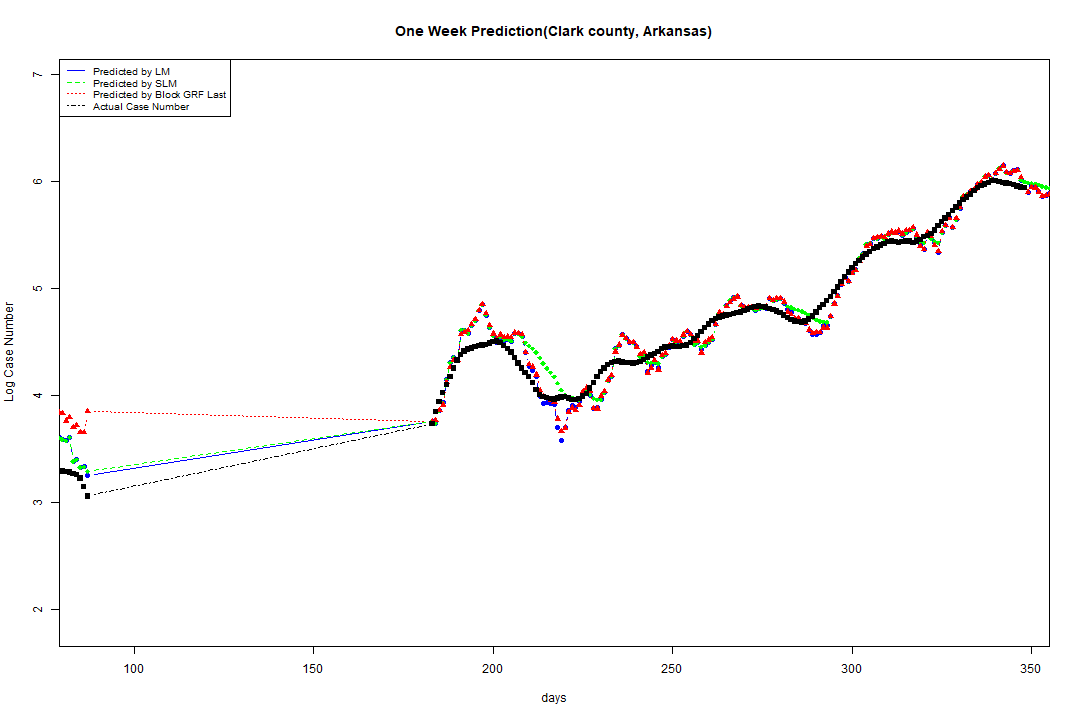 One Week Prediction(Clark county, Arkansas)
Predicted by LM
Predicted by SLM
Predicted by Block GRF Last
Actual Case Number
7
6
5
4
3
2
Log Case Number
100 150 200 250 300 350
days